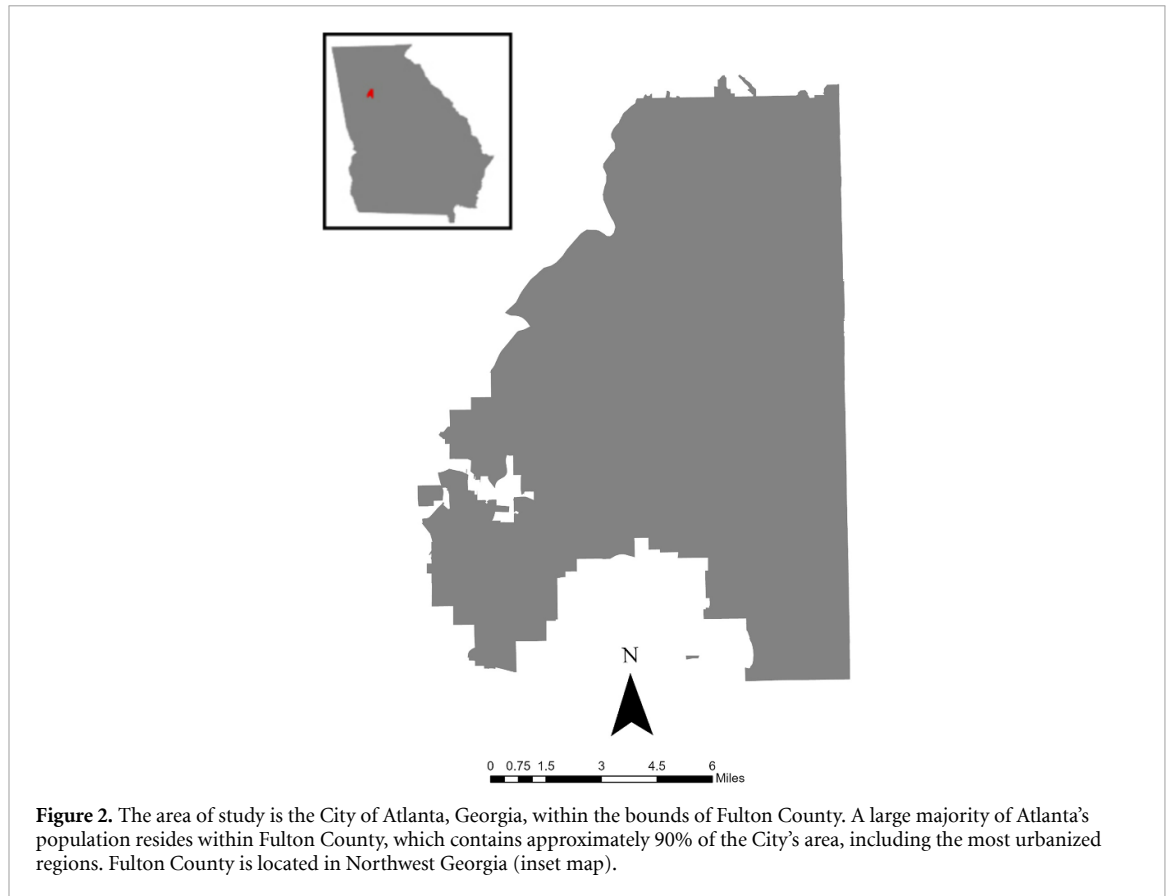 N
0 0.75 1.5 3 4.5 6
Miles
Figure 2. The area of study is the City of Atlanta, Georgia, within the bounds of Fulton County. A large majority of Atlanta’s
population resides within Fulton County, which contains approximately 90% of the City’s area, including the most urbanized
regions. Fulton County is located in Northwest Georgia (inset map).